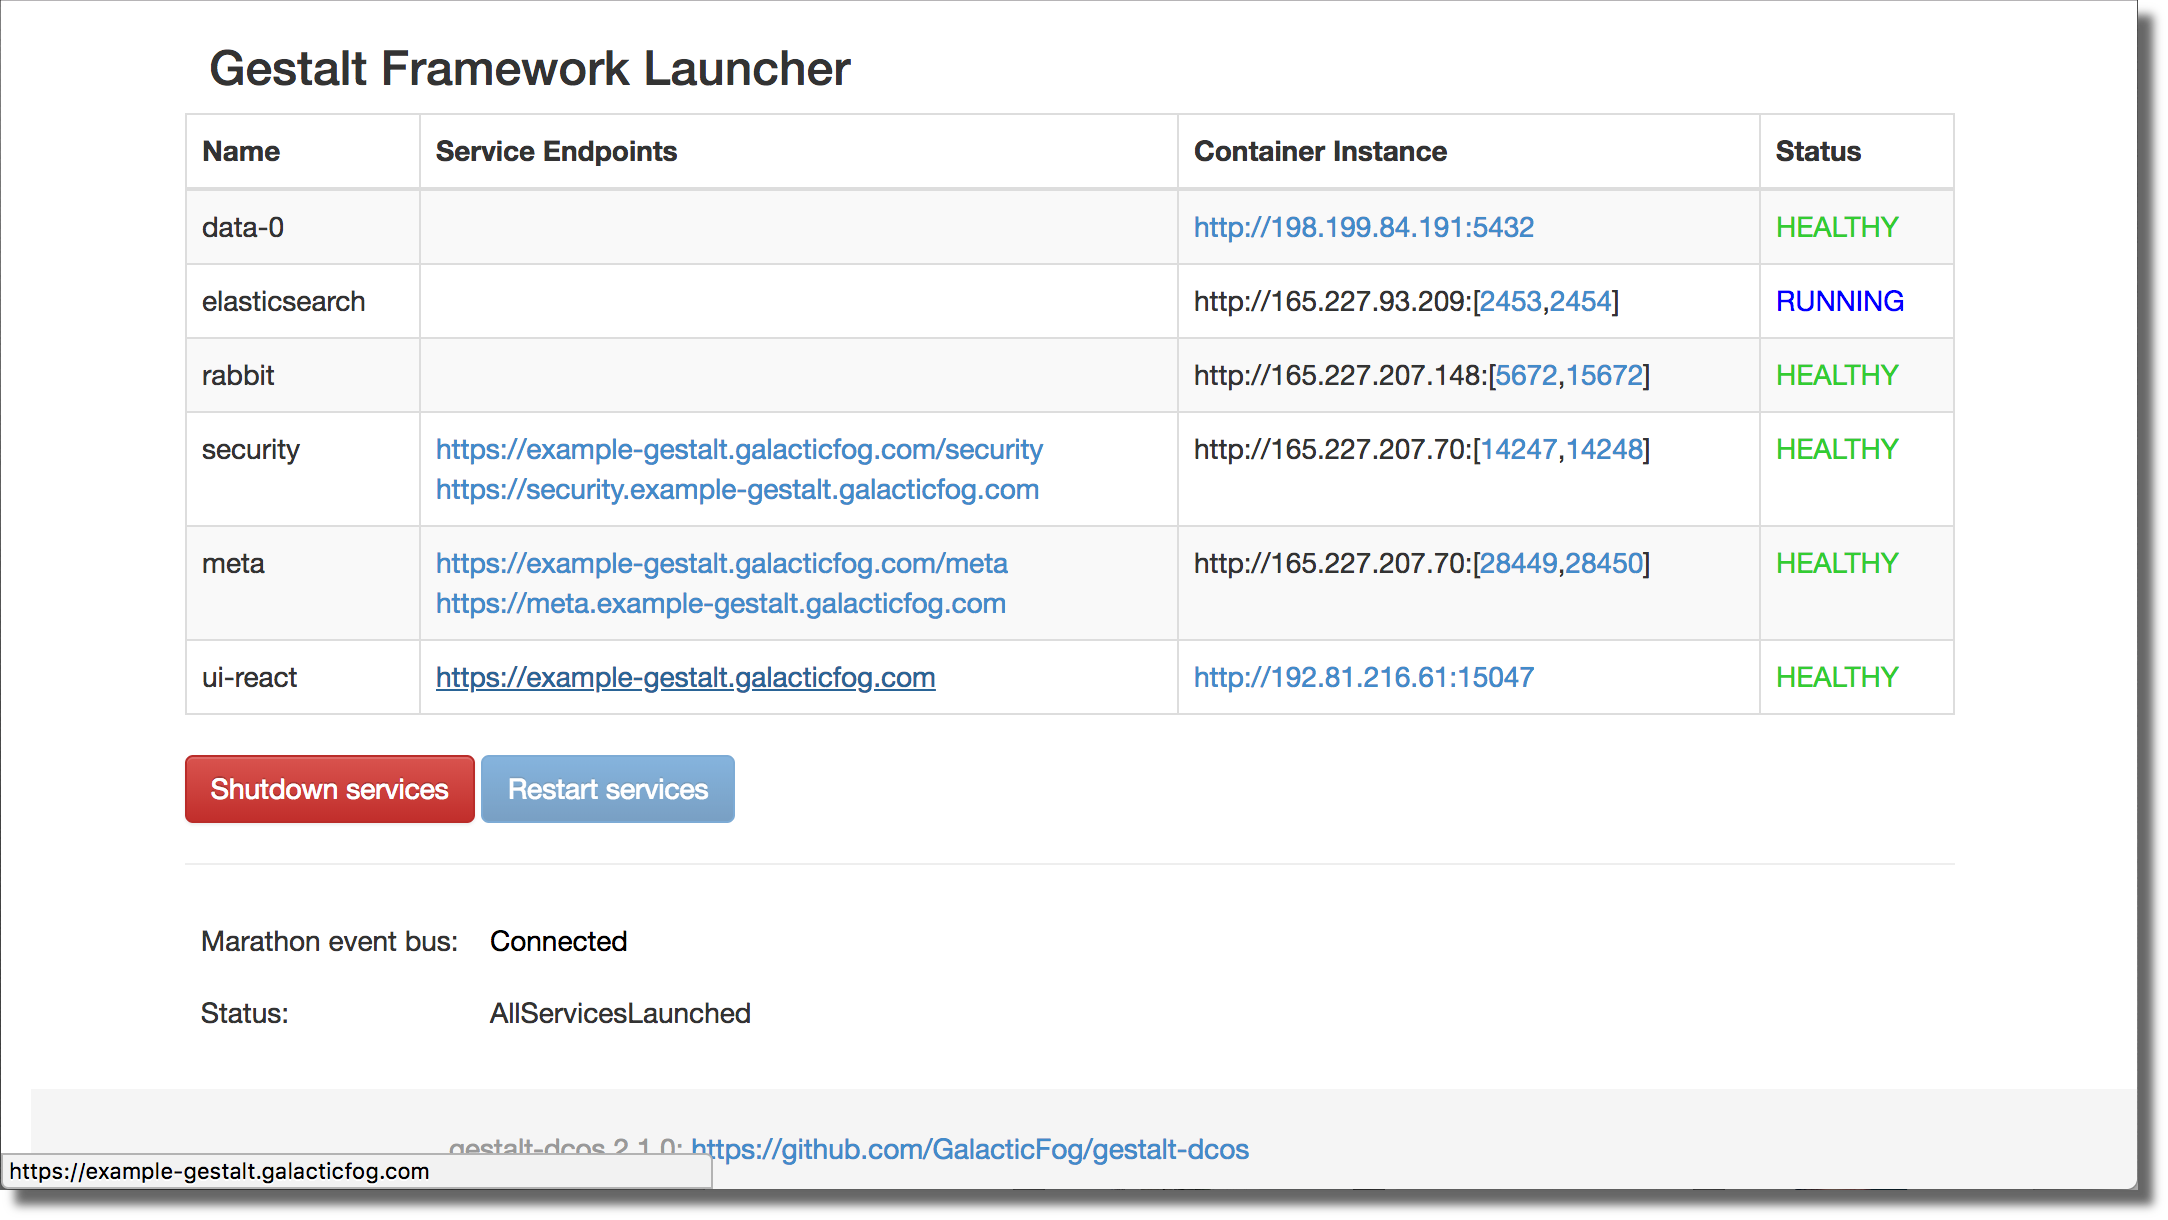 Gestalt Framework Launcher
Name Service Endpoints Container Instance Status
data-0 http://198.199.84.191:5432 HEALTHY
elasticsearch http://165.227.93.209:[2453,2454] RUNNING
rabbit http://165.227.207.148:[5672,15672] HEALTHY
security https://example-gestalt.galacticfog.com/security http://165.227.207.70:[14247,14248] HEALTHY
https://security.example-gestalt.galacticfog.com
meta https://example-gestalt.galacticfog.com/meta http://165.227.207.70:[28449,28450] HEALTHY
https://meta.example-gestalt.galacticfog.com
ui-react https://example-gestalt.galacticfog.com http://192.81.216.61:15047 HEALTHY
Shutdown services Restart services
Marathon event bus: Connected
Status: AllServicesLaunched
gestalt-dcos 2.1.0: https://github.com/GalacticFog/gestalt-dcos
https://example-gestalt.galacticfog.com